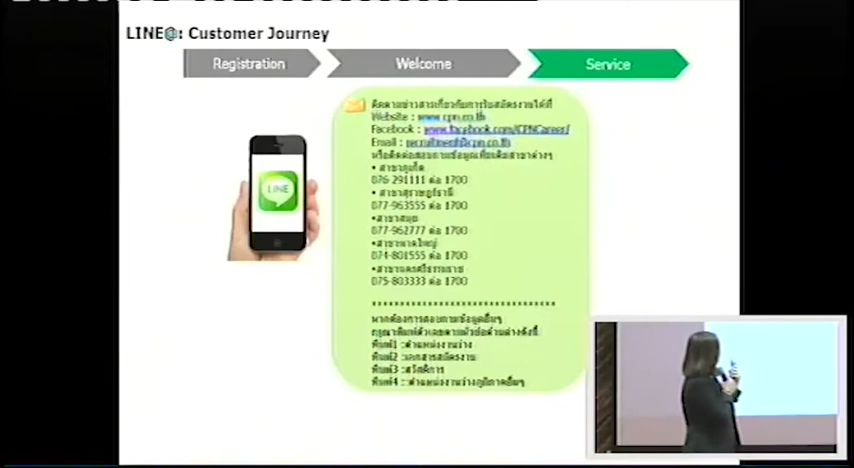 LINE@: Customer Journey
Registration
Welcome
Service
ติดตามข่าวสารเกี่ยวกับการรับสมัครงานได้ที่
Website : www.cpn.co.th
Facebook : www.facebook.com/CPNCareer/
Email : recruitment@cpn.co.th
หรือติดต่อสอบถามข้อมูลเพิ่มเติมสาขาต่างๆ
• สาขาภูเก็ต
076-291111 ต่อ 1700
• สาขาสุราษฎร์ธานี
077-963555 ต่อ 1700
•สาขาสมุย
077-962777 ต่อ 1700
•สาขาหาดใหญ่
074-801555 ต่อ 1700
•สาขานครศรีธรรมราช
075-803333 ต่อ 1700
**********************************
หากต้องการสอบถามข้อมูลอื่นๆ
กรุณาพิมพ์ตัวเลขตามหัวข้อด้านล่างดังนี้
พิมพ์1 :ตำแหน่งงานว่าง
พิมพ์2 :เอกสารสมัครงาน
พิมพ์3 :สวัสดิการ
พิมพ์4 : :ตำแหน่งงานว่างภูมิภาคอื่นๆ
LINE